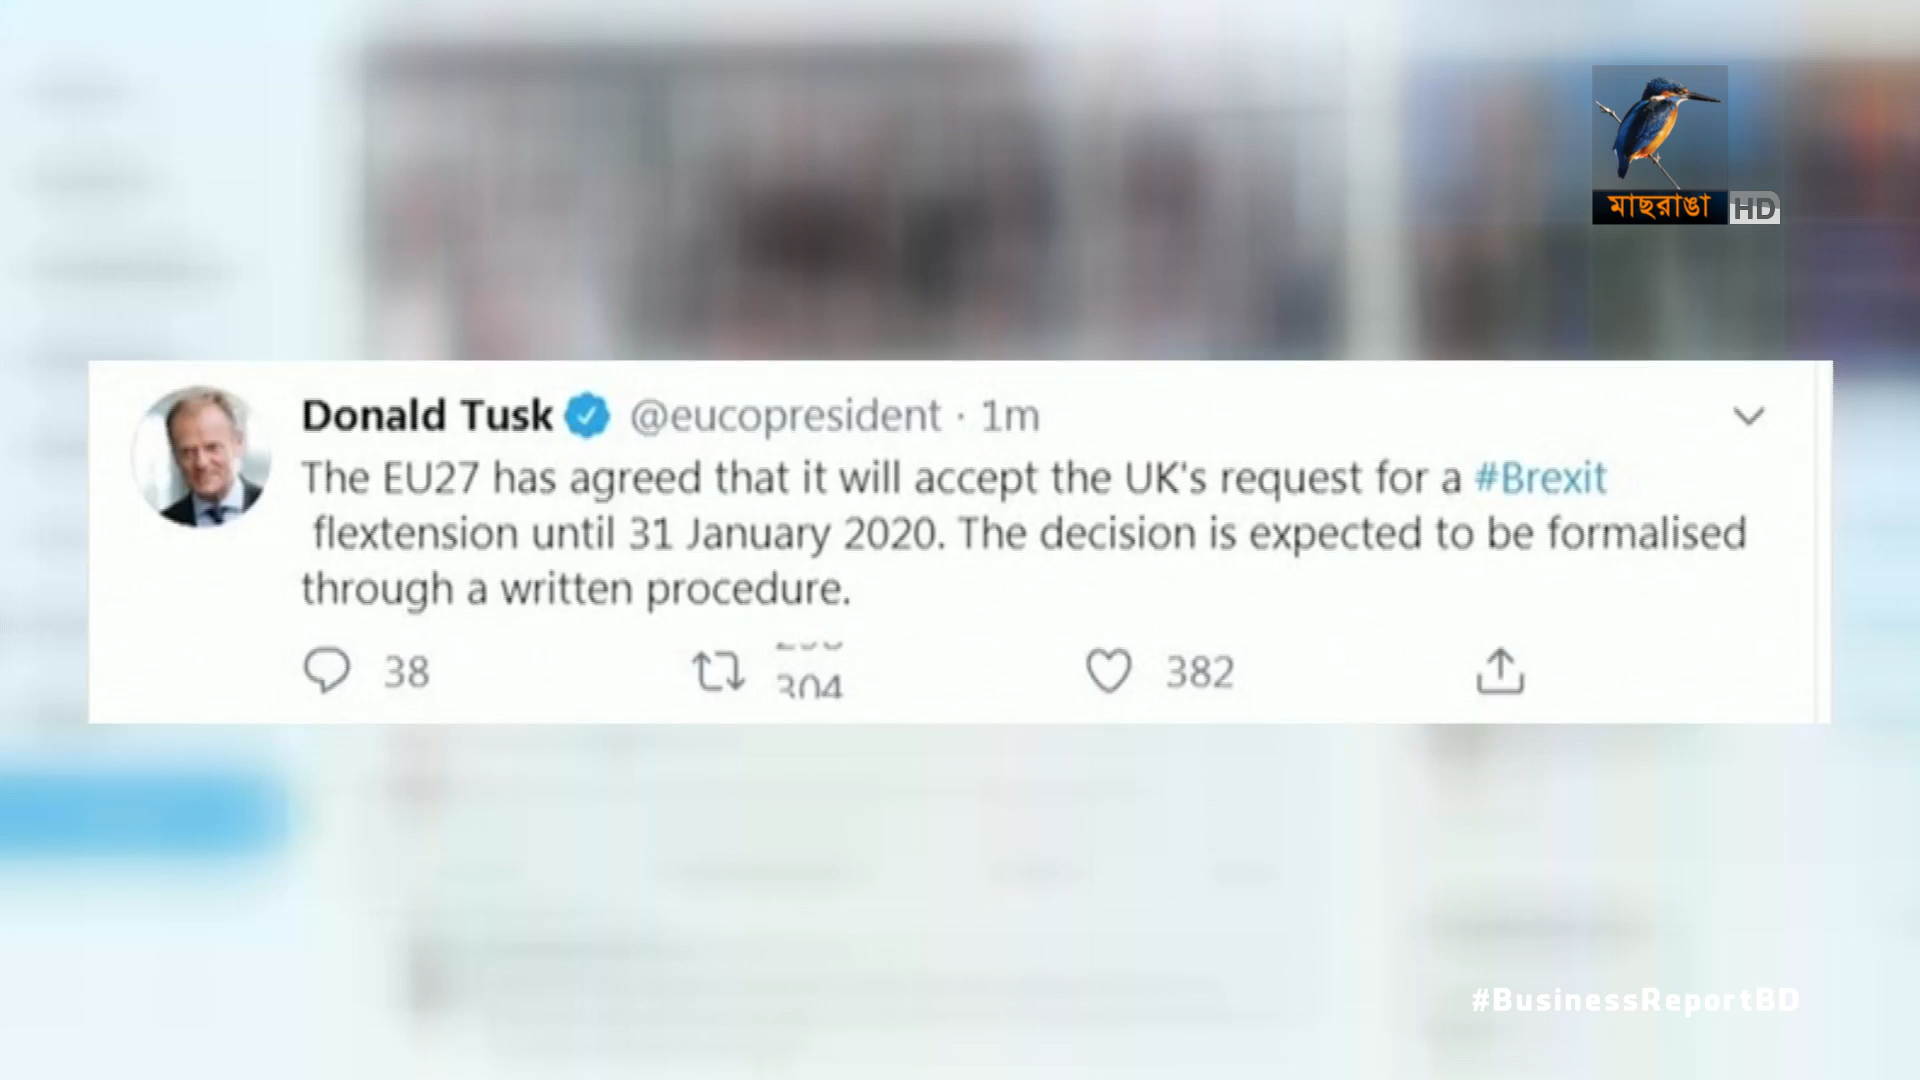 মাছরাঙা HD
Donald Tusk @eucopresident · 1m
The EU27 has agreed that it will accept the UK's request for a #Brexit
flextension until 31 January 2020. The decision is expected to be formalised
through a written procedure.
38 304 382
#BusinessReportBD